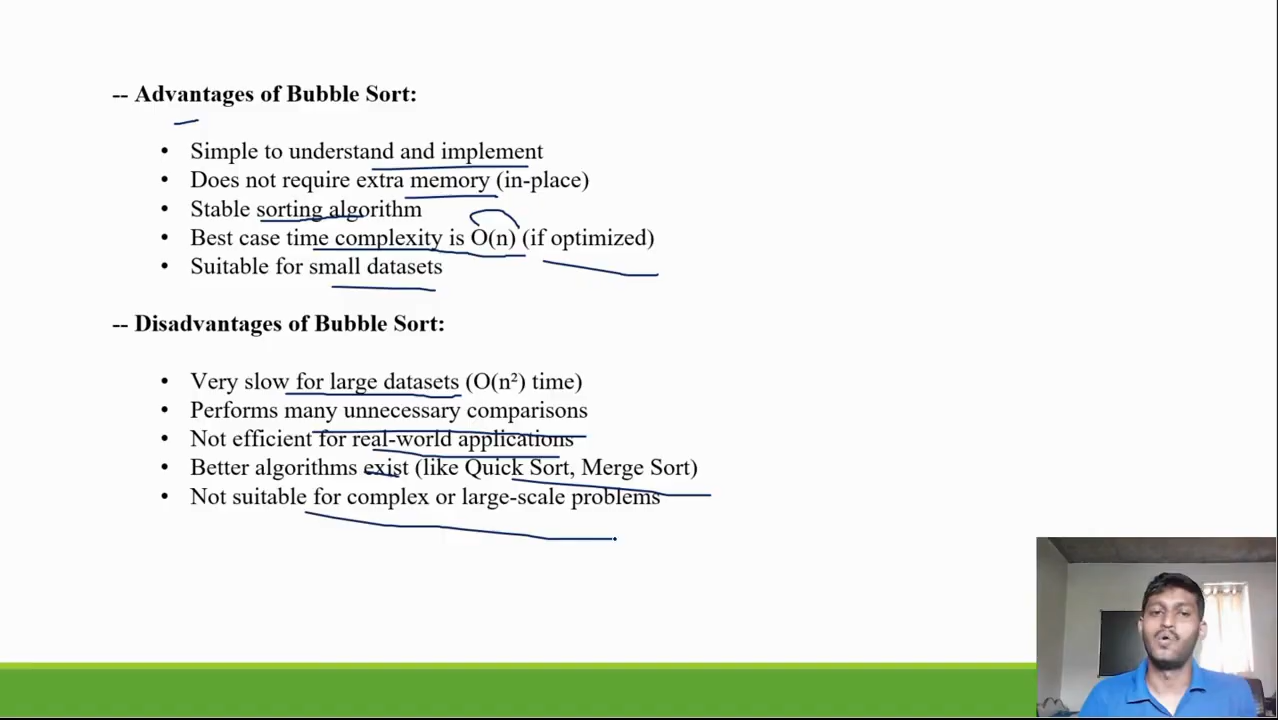 -- Advantages of Bubble Sort:
• Simple to understand and implement
• Does not require extra memory (in-place)
• Stable sorting algorithm
• Best case time complexity is O(n) (if optimized)
• Suitable for small datasets
-- Disadvantages of Bubble Sort:
• Very slow for large datasets (O(n²) time)
• Performs many unnecessary comparisons
• Not efficient for real-world applications
• Better algorithms exist (like Quick Sort, Merge Sort)
• Not suitable for complex or large-scale problems